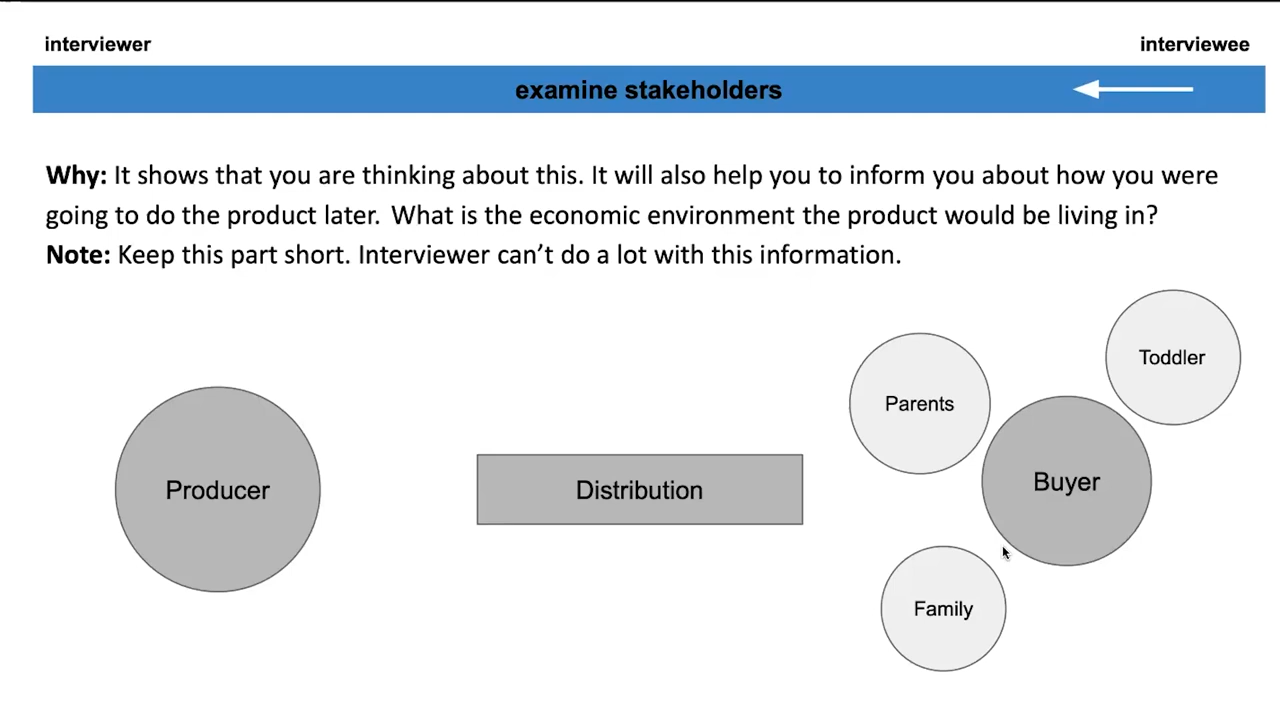 interviewer
interviewee
examine stakeholders
Why: It shows that you are thinking about this. It will also help you to inform you about how you were
going to do the product later. What is the economic environment the product would be living in?
Note: Keep this part short. Interviewer can’t do a lot with this information.
Toddler
Parents
Buyer
Producer
Distribution
Family